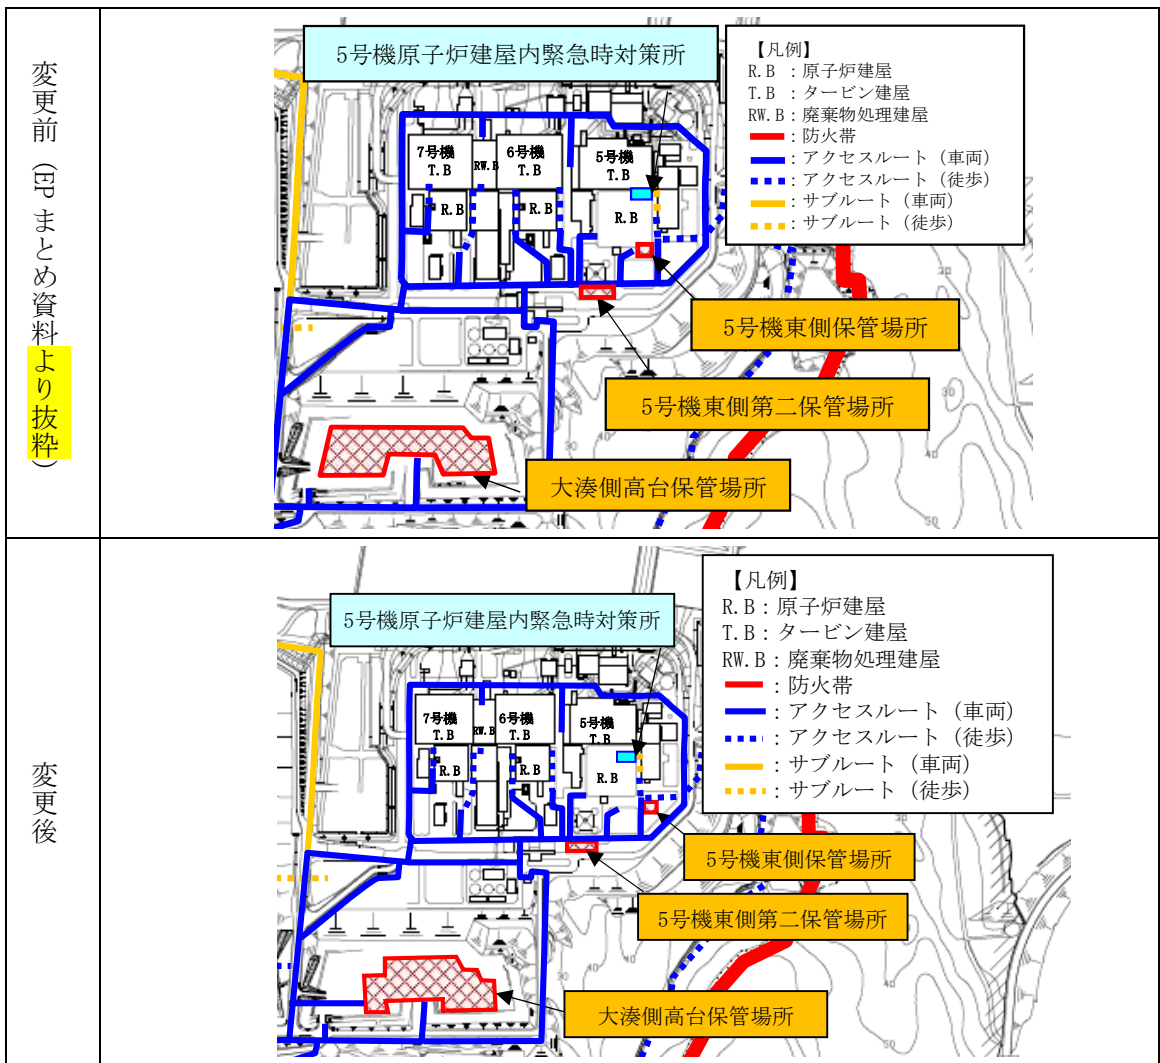 変更前（EP まとめ資料より抜粋）
5号機原子炉建屋内緊急時対策所
【凡例】
R.B ：原子炉建屋
T.B ：タービン建屋
RW.B ：廃棄物処理建屋
：防火帯
：アクセスルート（車両）
：アクセスルート（徒歩）
：サブルート（車両）
：サブルート（徒歩）
7号機
T.B
RW.B
6号機
T.B
5号機
T.B
R.B
R.B
R.B
5号機東側保管場所
5号機東側第二保管場所
大湊側高台保管場所
30
40
30
40
50
変更後
5号機原子炉建屋内緊急時対策所
【凡例】
R.B：原子炉建屋
T.B：タービン建屋
RW.B：廃棄物処理建屋
：防火帯
：アクセスルート（車両）
：アクセスルート（徒歩）
：サブルート（車両）
：サブルート（徒歩）
7号機
T.B
RW.B
6号機
T.B
5号機
T.B
R.B
R.B
R.B
5号機東側保管場所
5号機東側第二保管場所
大湊側高台保管場所
30
40
40
50